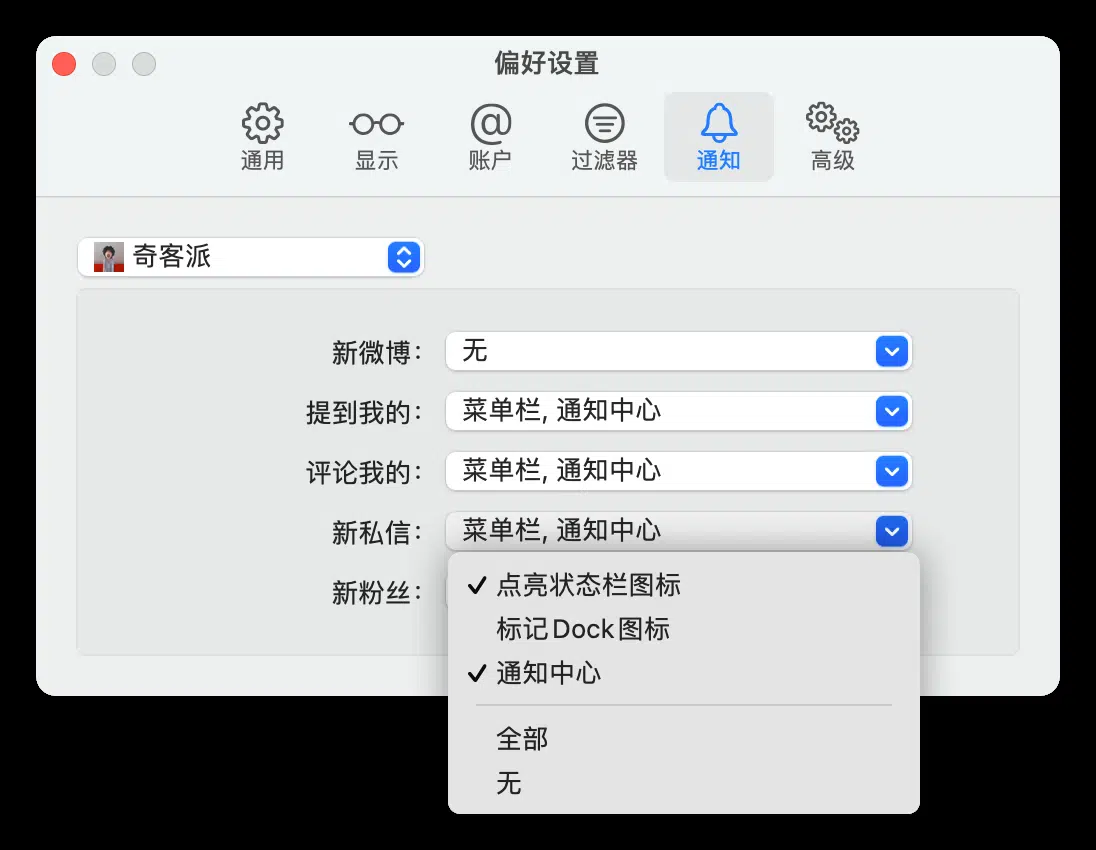 偏好设置
通用 显示 账户 过滤器 通知 高级
奇客派
新微博: 无
提到我的: 菜单栏, 通知中心
评论我的: 菜单栏, 通知中心
新私信: 菜单栏, 通知中心
新粉丝:
点亮状态栏图标
标记Dock图标
通知中心
全部
无